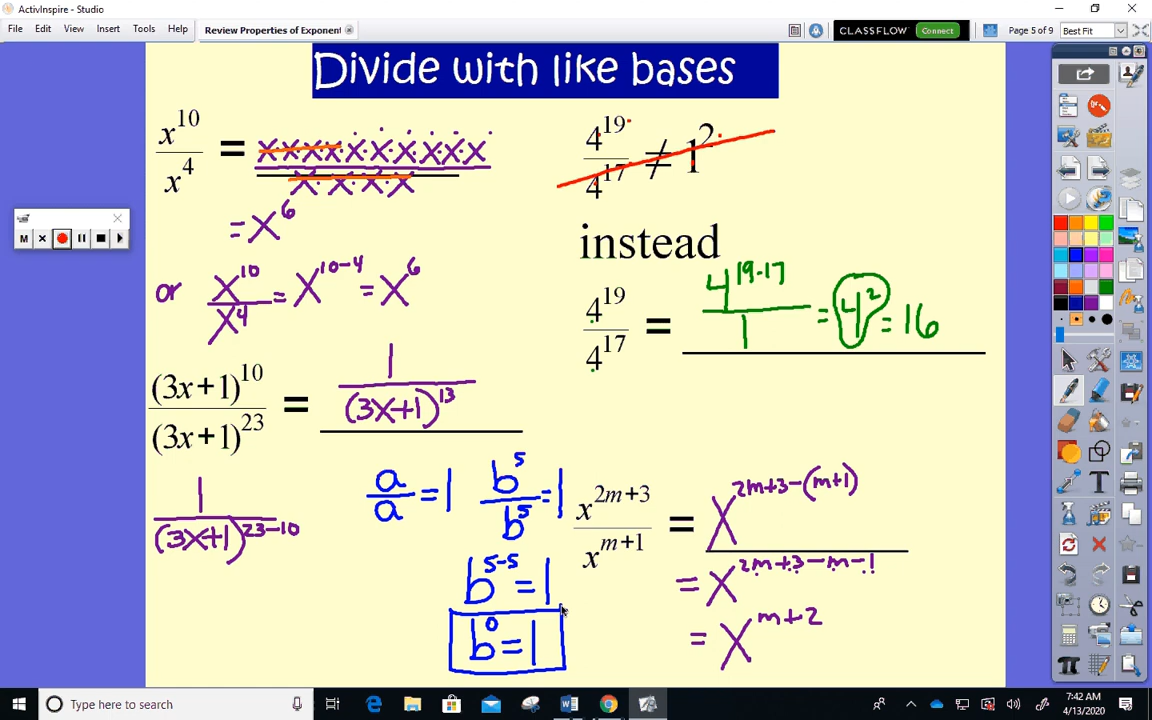 ActivInspire - Studio
File Edit View Insert Tools Help Review Properties of Exponent
CLASSFLOW Connect Page 5 of 9 Best Fit
Divide with like bases
x^10 / x^4 = x·x·x·x·x·x·x·x·x·x / x·x·x·x
= x^6
or x^10 / x^4 = x^10-4 = x^6
(3x+1)^10 / (3x+1)^23 = 1 / (3x+1)^13
1 / (3x+1)^23-10
4^19 / 4^17 ≠ 1^2
instead
4^19 / 4^17 = 4^19-17 / 1 = 4^2 = 16
a / a = 1 b^5 / b^5 = 1
b^5-5 = 1
b^0 = 1
x^2m+3 / x^m+1 = x^2m+3-(m+1)
= x^2m+3-m-1
= x^m+2
M
T
Type here to search
7:42 AM
4/13/2020